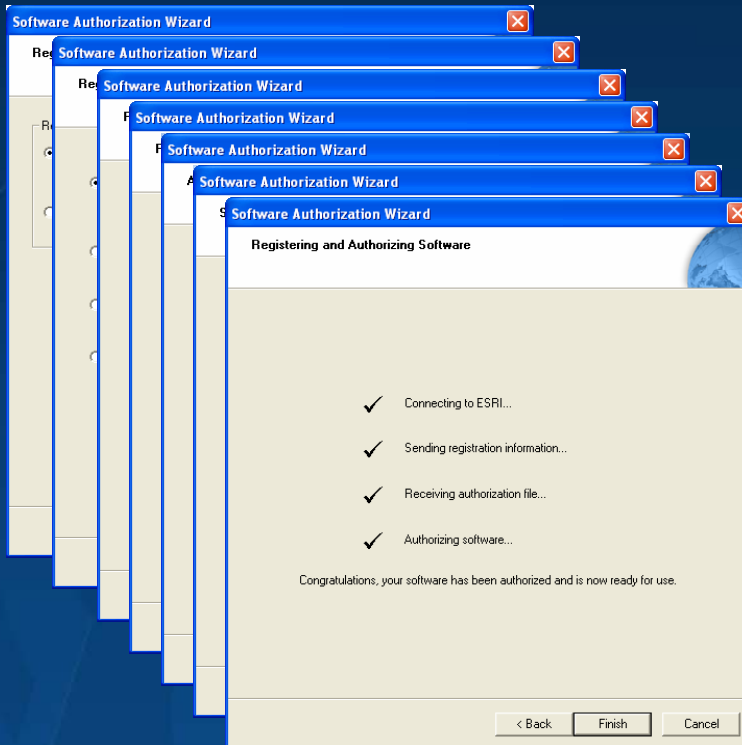 Software Authorization Wizard
Software Authorization Wizard
Software Authorization Wizard
Software Authorization Wizard
Software Authorization Wizard
Software Authorization Wizard
Software Authorization Wizard
Registering and Authorizing Software
Connecting to ESRI...
Sending registration information...
Receiving authorization file...
Authorizing software...
Congratulations, your software has been authorized and is now ready for use.
< Back Finish Cancel